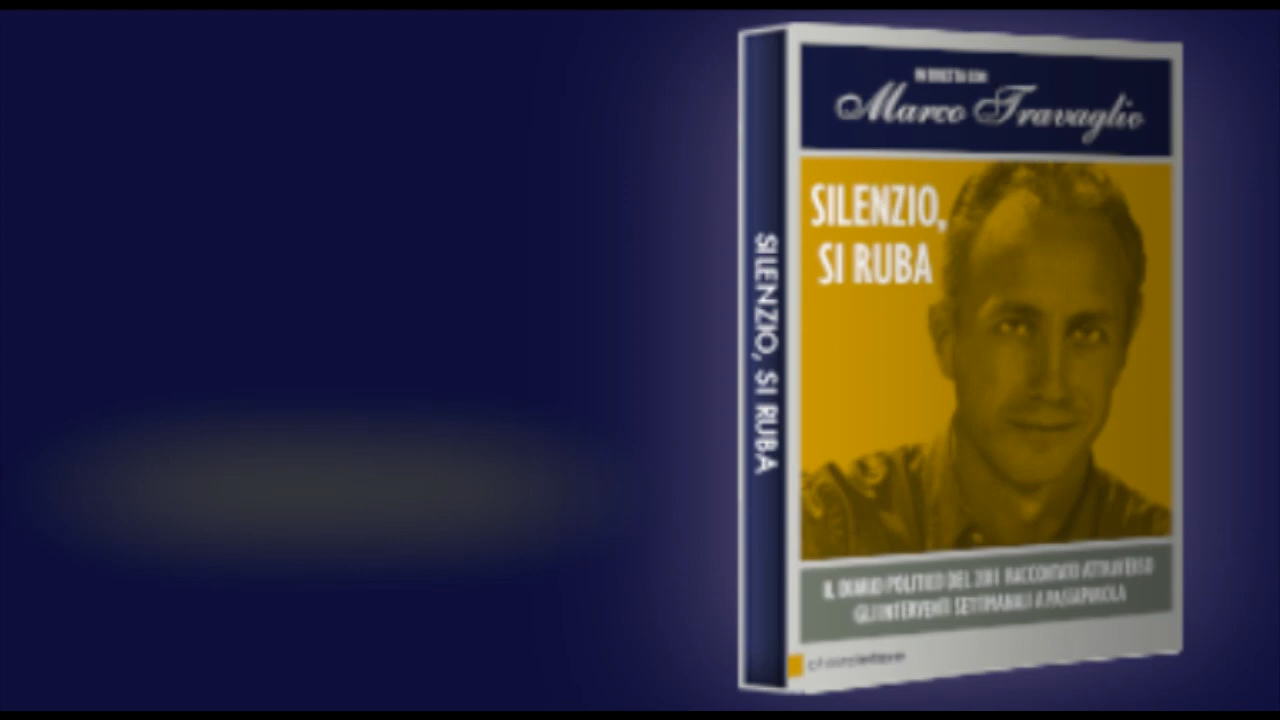 IN DIRETTA CON
Marco Travaglio
SILENZIO,
SI RUBA
SILENZIO, SI RUBA
IL DIARIO POLITICO DEL RACCONTATO ATTRAVERSO
GLI INTERVENTI SETTIMANALI A PASSAPAROLA
chiarelettere